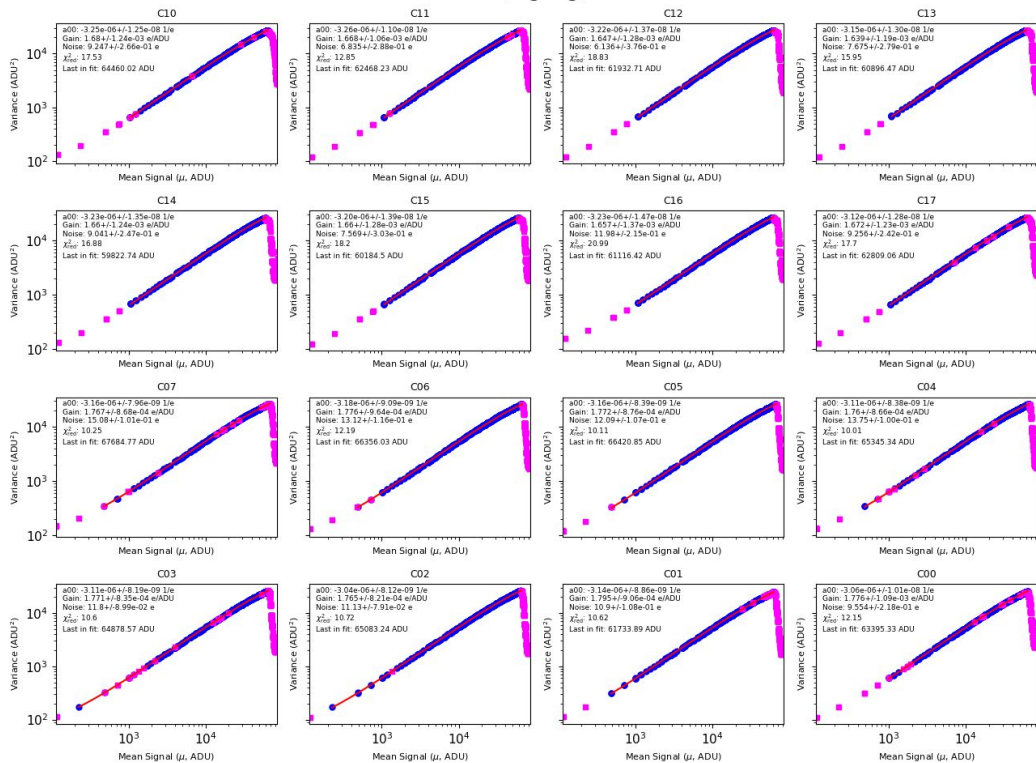 C10
a00: -3.25e-06+/-1.24e-08 1/e
Gain: 1.68+/-1.24e-03 e/ADU
Noise: 9.247+/-2.66e-01 e
χ²red: 17.53
Last in fit: 64460.02 ADU
Variance (ADU²)
10⁴
10³
10²
Mean Signal (μ, ADU)
C11
a00: -3.26e-06+/-1.10e-08 1/e
Gain: 1.668+/-1.06e-03 e/ADU
Noise: 6.835+/-2.88e-01 e
χ²red: 12.85
Last in fit: 62468.23 ADU
Variance (ADU²)
Mean Signal (μ, ADU)
C12
a00: -3.22e-06+/-1.37e-08 1/e
Gain: 1.647+/-1.28e-03 e/ADU
Noise: 6.136+/-3.76e-01 e
χ²red: 18.83
Last in fit: 61932.71 ADU
Variance (ADU²)
Mean Signal (μ, ADU)
C13
a00: -3.15e-06+/-1.30e-08 1/e
Gain: 1.639+/-1.19e-03 e/ADU
Noise: 7.675+/-2.79e-01 e
χ²red: 15.95
Last in fit: 60896.47 ADU
Variance (ADU²)
Mean Signal (μ, ADU)
C14
a00: -3.23e-06+/-1.35e-08 1/e
Gain: 1.66+/-1.24e-03 e/ADU
Noise: 9.041+/-2.47e-01 e
χ²red: 16.88
Last in fit: 59822.74 ADU
Variance (ADU²)
10⁴
10³
10²
Mean Signal (μ, ADU)
C15
a00: -3.20e-06+/-1.39e-08 1/e
Gain: 1.66+/-1.28e-03 e/ADU
Noise: 7.569+/-3.03e-01 e
χ²red: 18.2
Last in fit: 60184.5 ADU
Variance (ADU²)
Mean Signal (μ, ADU)
C16
a00: -3.23e-06+/-1.47e-08 1/e
Gain: 1.657+/-1.37e-03 e/ADU
Noise: 11.98+/-2.15e-01 e
χ²red: 20.99
Last in fit: 61116.42 ADU
Variance (ADU²)
Mean Signal (μ, ADU)
C17
a00: -3.12e-06+/-1.28e-08 1/e
Gain: 1.672+/-1.23e-03 e/ADU
Noise: 9.256+/-2.42e-01 e
χ²red: 17.7
Last in fit: 62809.06 ADU
Variance (ADU²)
Mean Signal (μ, ADU)
C07
a00: -3.16e-06+/-7.96e-09 1/e
Gain: 1.767+/-8.68e-04 e/ADU
Noise: 15.08+/-1.01e-01 e
χ²red: 10.25
Last in fit: 67684.77 ADU
Variance (ADU²)
10⁴
10³
10²
Mean Signal (μ, ADU)
C06
a00: -3.18e-06+/-9.09e-09 1/e
Gain: 1.776+/-9.64e-04 e/ADU
Noise: 13.12+/-1.16e-01 e
χ²red: 12.19
Last in fit: 66356.03 ADU
Variance (ADU²)
Mean Signal (μ, ADU)
C05
a00: -3.16e-06+/-8.39e-09 1/e
Gain: 1.772+/-8.76e-04 e/ADU
Noise: 12.09+/-1.07e-01 e
χ²red: 10.11
Last in fit: 66420.85 ADU
Variance (ADU²)
Mean Signal (μ, ADU)
C04
a00: -3.11e-06+/-8.38e-09 1/e
Gain: 1.76+/-8.66e-04 e/ADU
Noise: 13.75+/-1.00e-01 e
χ²red: 10.01
Last in fit: 65345.34 ADU
Variance (ADU²)
Mean Signal (μ, ADU)
C03
a00: -3.11e-06+/-8.14e-09 1/e
Gain: 1.771+/-8.35e-04 e/ADU
Noise: 11.8+/-8.99e-02 e
χ²red: 10.6
Last in fit: 64878.57 ADU
Variance (ADU²)
10⁴
10³
10²
10³
10⁴
Mean Signal (μ, ADU)
C02
a00: -3.04e-06+/-8.12e-09 1/e
Gain: 1.765+/-8.21e-04 e/ADU
Noise: 11.13+/-7.91e-02 e
χ²red: 10.72
Last in fit: 65083.24 ADU
Variance (ADU²)
10³
10⁴
Mean Signal (μ, ADU)
C01
a00: -3.14e-06+/-8.86e-09 1/e
Gain: 1.795+/-9.06e-04 e/ADU
Noise: 10.9+/-1.08e-01 e
χ²red: 10.62
Last in fit: 61733.89 ADU
Variance (ADU²)
10³
10⁴
Mean Signal (μ, ADU)
C00
a00: -3.06e-06+/-1.01e-08 1/e
Gain: 1.776+/-1.09e-03 e/ADU
Noise: 9.554+/-2.18e-01 e
χ²red: 12.15
Last in fit: 63395.33 ADU
Variance (ADU²)
10³
10⁴
Mean Signal (μ, ADU)